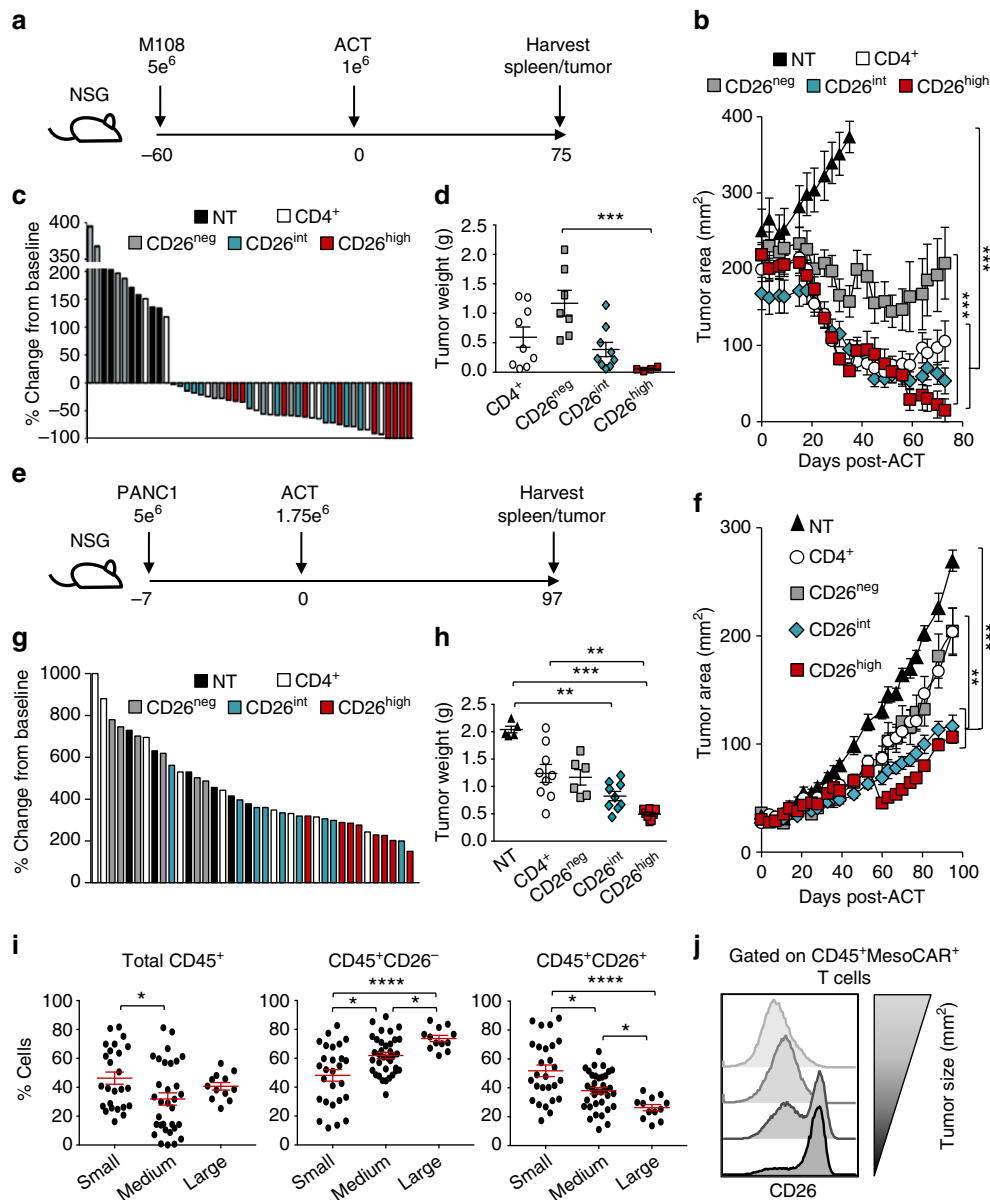 a
M108
5e⁶
ACT
1e⁶
Harvest
spleen/tumor
NSG
–60
0
75
b
NT
CD4⁺
CD26ⁿᵉᵍ
CD26ⁱⁿᵗ
CD26ʰⁱᵍʰ
Tumor area (mm²)
400
300
200
100
0
0
20
40
60
80
Days post-ACT
***
***
***
c
NT
CD4⁺
CD26ⁿᵉᵍ
CD26ⁱⁿᵗ
CD26ʰⁱᵍʰ
% Change from baseline
400
350
200
150
100
50
0
–50
–100
d
***
Tumor weight (g)
2.5
2.0
1.5
1.0
0.5
0.0
CD4⁺
CD26ⁿᵉᵍ
CD26ⁱⁿᵗ
CD26ʰⁱᵍʰ
e
PANC1
5e⁶
ACT
1.75e⁶
Harvest
spleen/tumor
NSG
–7
0
97
f
NT
CD4⁺
CD26ⁿᵉᵍ
CD26ⁱⁿᵗ
CD26ʰⁱᵍʰ
Tumor area (mm²)
300
200
100
0
0
20
40
60
80
100
Days post-ACT
**
***
g
NT
CD4⁺
CD26ⁿᵉᵍ
CD26ⁱⁿᵗ
CD26ʰⁱᵍʰ
% Change from baseline
1000
800
600
400
200
0
h
**
***
**
Tumor weight (g)
2.5
2.0
1.5
1.0
0.5
0.0
NT
CD4⁺
CD26ⁿᵉᵍ
CD26ⁱⁿᵗ
CD26ʰⁱᵍʰ
i
Total CD45⁺
*
% Cells
100
80
60
40
20
0
Small
Medium
Large
CD45⁺CD26⁻
****
*
*
100
80
60
40
20
0
Small
Medium
Large
CD45⁺CD26⁺
****
*
*
100
80
60
40
20
0
Small
Medium
Large
j
Gated on CD45⁺MesoCAR⁺
T cells
CD26
Tumor size (mm²)